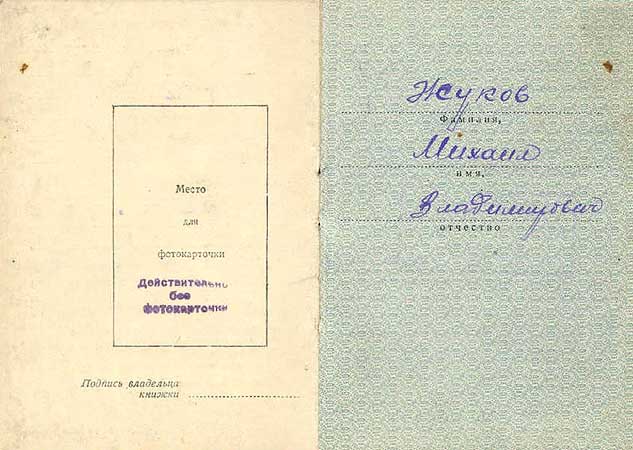 Место
для
фотокарточки
Действительно
без
фотокарточки
Подпись владельца
книжки
Жуков
Фамилия,
Михаил
имя,
Владимирович
отчество